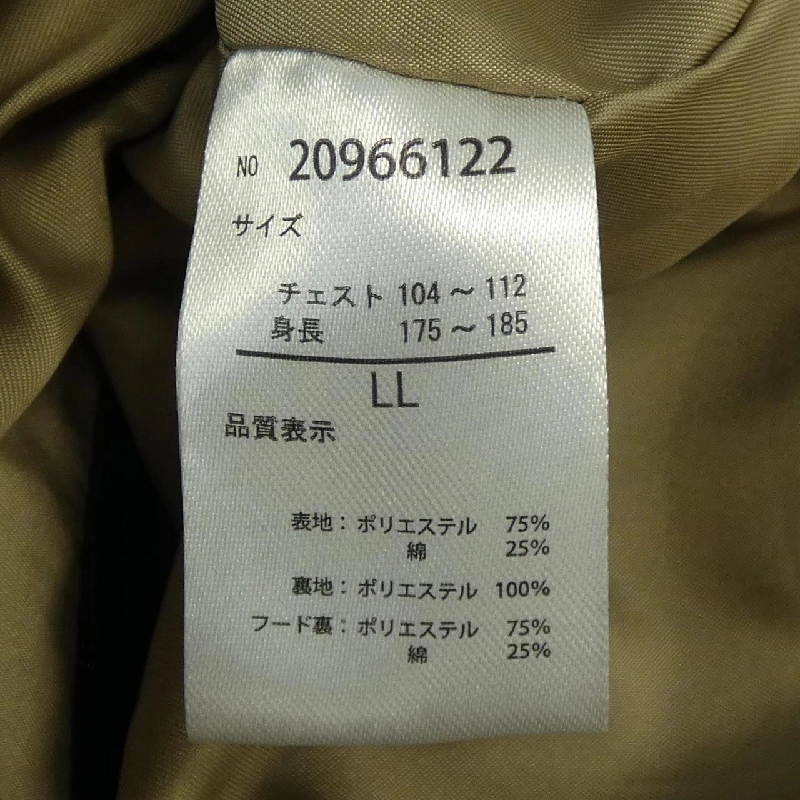 NO 20966122
サイズ
チェスト 104～112
身長 175～185
LL
品質表示
表地：ポリエステル 75%
綿 25%
裏地：ポリエステル 100%
フード裏：ポリエステル 75%
綿 25%